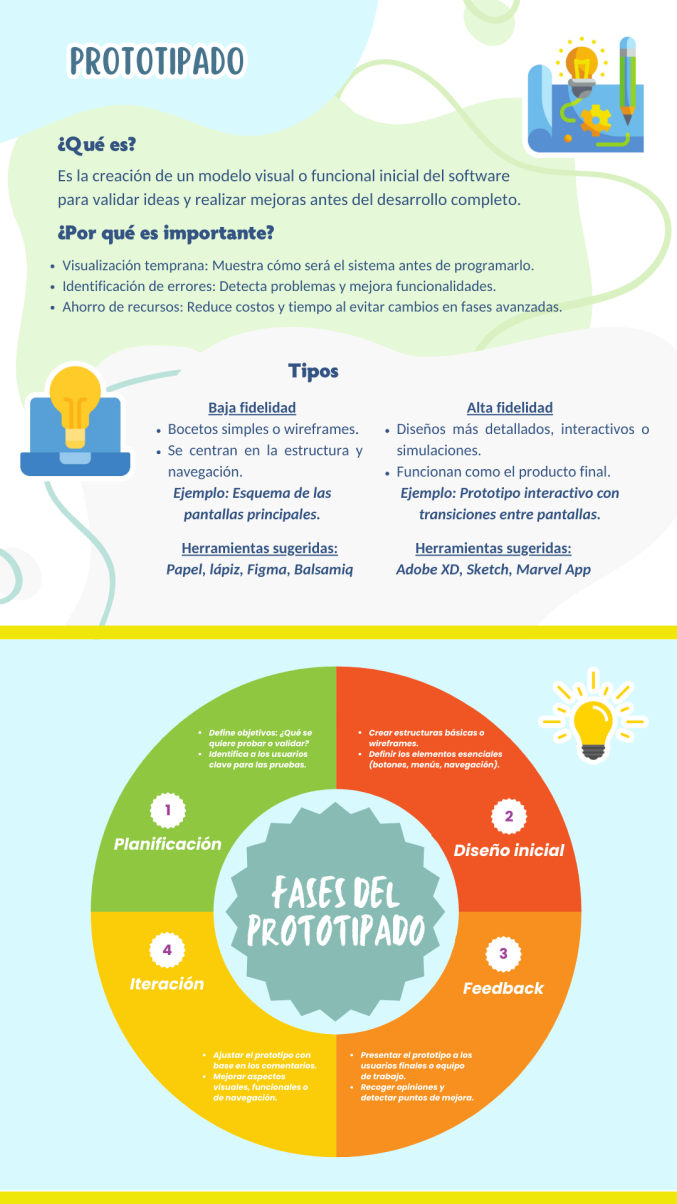 PROTOTIPADO
¿Qué es?
Es la creación de un modelo visual o funcional inicial del software
para validar ideas y realizar mejoras antes del desarrollo completo.
¿Por qué es importante?
• Visualización temprana: Muestra cómo será el sistema antes de programarlo.
• Identificación de errores: Detecta problemas y mejora funcionalidades.
• Ahorro de recursos: Reduce costos y tiempo al evitar cambios en fases avanzadas.
Tipos
Baja fidelidad
• Bocetos simples o wireframes.
• Se centran en la estructura y
navegación.
Ejemplo: Esquema de las
pantallas principales.
Herramientas sugeridas:
Papel, lápiz, Figma, Balsamiq
Alta fidelidad
• Diseños más detallados, interactivos o
simulaciones.
• Funcionan como el producto final.
Ejemplo: Prototipo interactivo con
transiciones entre pantallas.
Herramientas sugeridas:
Adobe XD, Sketch, Marvel App
FASES DEL
PROTOTIPADO
1
Planificación
• Define objetivos: ¿Qué se
quiere probar o validar?
• Identifica a los usuarios
clave para las pruebas.
2
Diseño inicial
• Crear estructuras básicas o
wireframes.
• Definir los elementos esenciales
(botones, menús, navegación).
3
Feedback
• Presentar el prototipo a los
usuarios finales o equipo
de trabajo.
• Recoger opiniones y
detectar puntos de mejora.
4
Iteración
• Ajustar el prototipo con
base en los comentarios.
• Mejorar aspectos
visuales, funcionales o
de navegación.